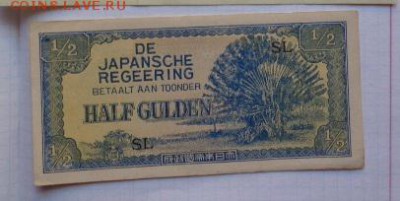 COINS.LAV.RU
1/2
1/2
DE
JAPANSCHE
REGEERING
BETAALT AAN TOONDER
HALF GULDEN
SL
SL
1/2
1/2